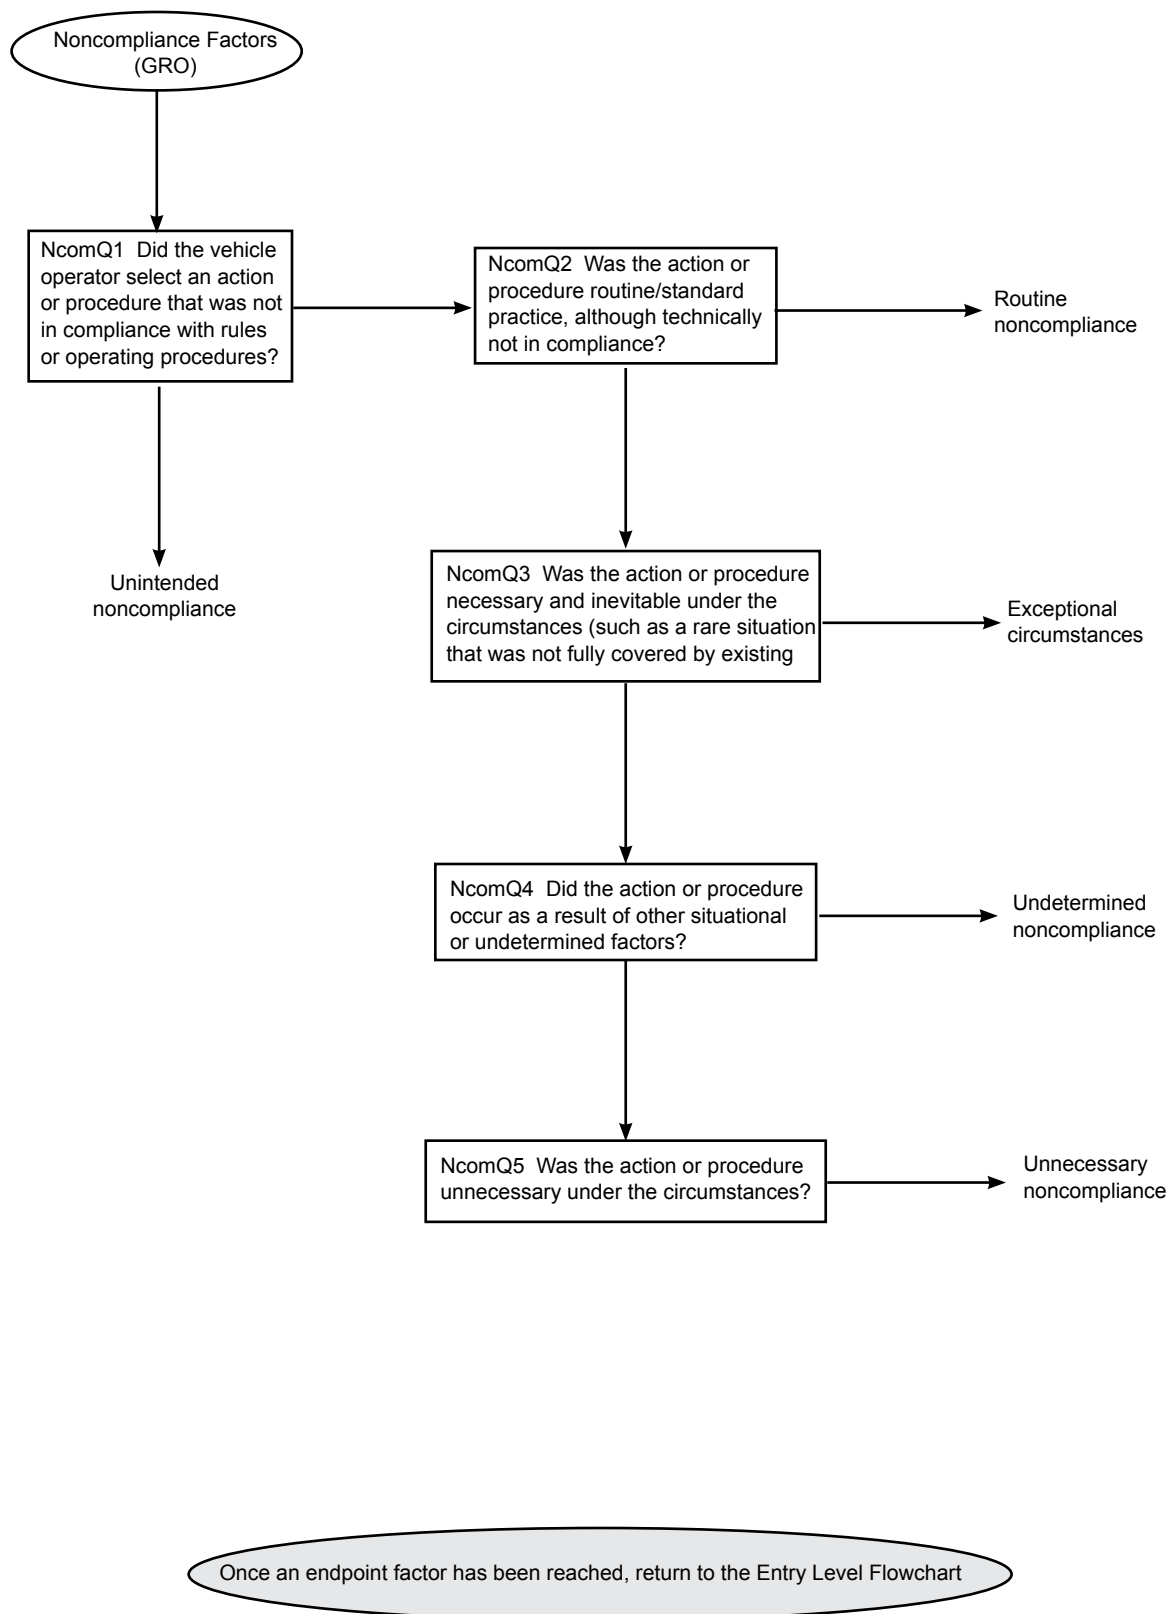 Noncompliance Factors
(GRO)
NcomQ1  Did the vehicle
operator select an action
or procedure that was not
in compliance with rules
or operating procedures?
NcomQ2  Was the action or
procedure routine/standard
practice, although technically
not in compliance?
Routine
noncompliance
Unintended
noncompliance
NcomQ3  Was the action or procedure
necessary and inevitable under the
circumstances (such as a rare situation
that was not fully covered by existing
Exceptional
circumstances
NcomQ4  Did the action or procedure
occur as a result of other situational
or undetermined factors?
Undetermined
noncompliance
NcomQ5  Was the action or procedure
unnecessary under the circumstances?
Unnecessary
noncompliance
Once an endpoint factor has been reached, return to the Entry Level Flowchart